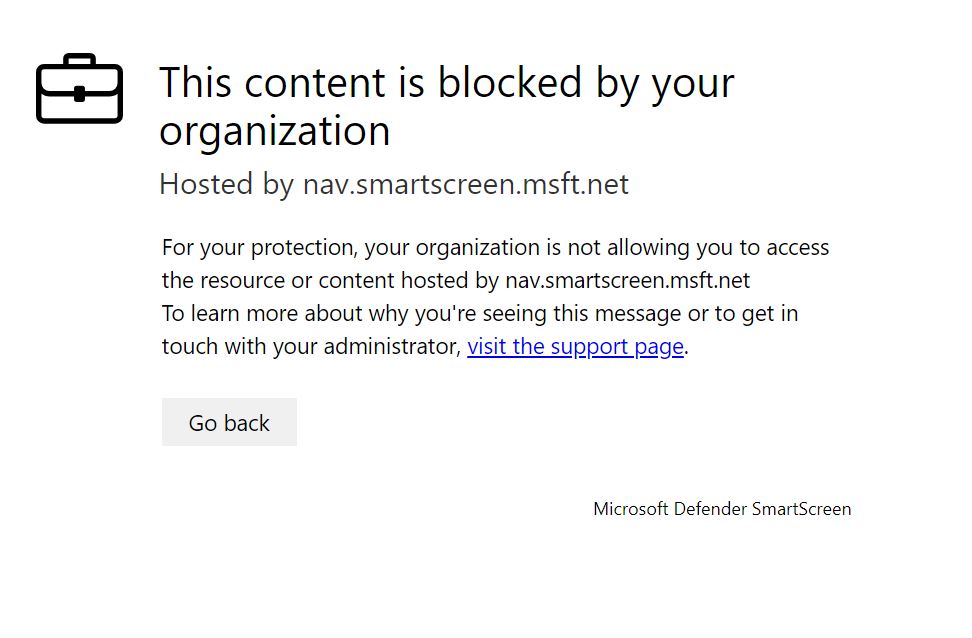 This content is blocked by your
organization
Hosted by nav.smartscreen.msft.net
For your protection, your organization is not allowing you to access
the resource or content hosted by nav.smartscreen.msft.net
To learn more about why you're seeing this message or to get in
touch with your administrator, visit the support page.
Go back
Microsoft Defender SmartScreen